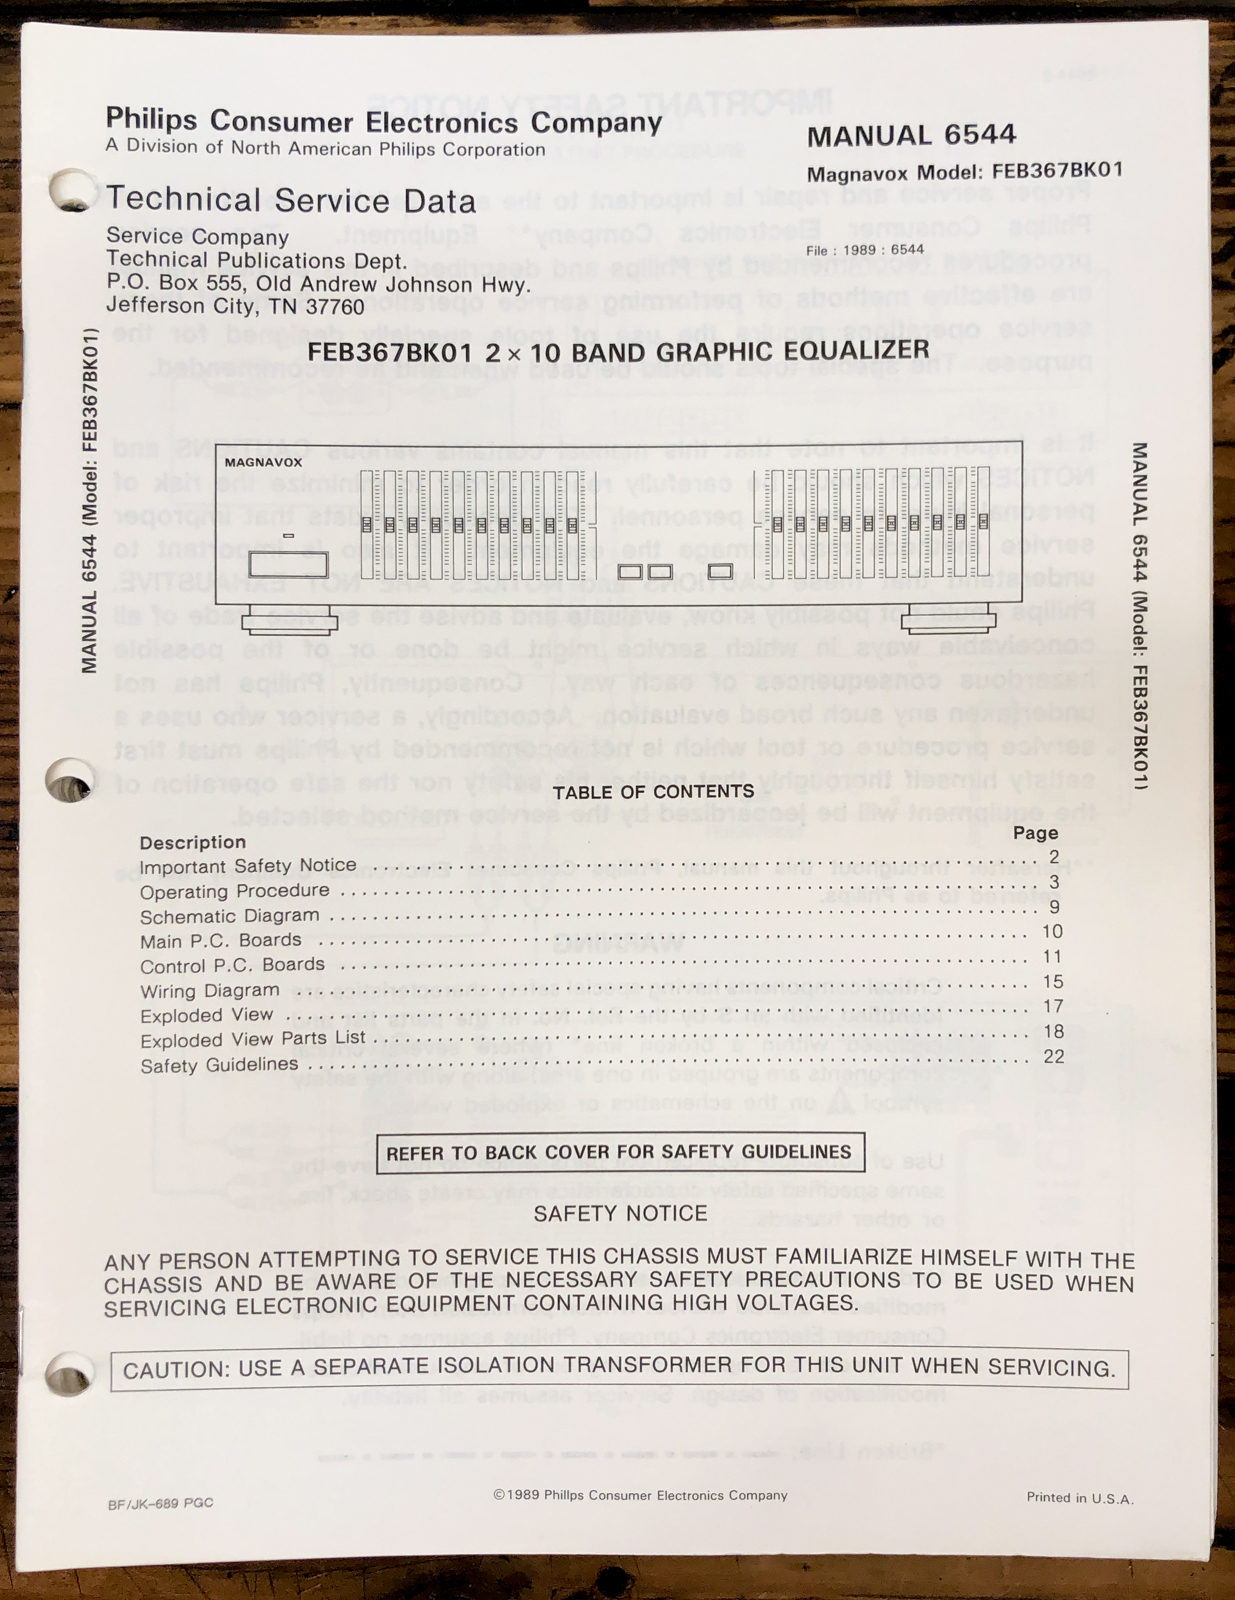 Philips Consumer Electronics Company
A Division of North American Philips Corporation
MANUAL 6544
Magnavox Model: FEB367BK01
Technical Service Data
Service Company
Technical Publications Dept.
P.O. Box 555, Old Andrew Johnson Hwy.
Jefferson City, TN 37760
File : 1989 : 6544
FEB367BK01 2 × 10 BAND GRAPHIC EQUALIZER
MANUAL 6544 (Model: FEB367BK01)
MAGNAVOX
MANUAL 6544 (Model: FEB367BK01)
TABLE OF CONTENTS
Description Page
Important Safety Notice 2
Operating Procedure 3
Schematic Diagram 9
Main P.C. Boards 10
Control P.C. Boards 11
Wiring Diagram 15
Exploded View 17
Exploded View Parts List 18
Safety Guidelines 22
REFER TO BACK COVER FOR SAFETY GUIDELINES
SAFETY NOTICE
ANY PERSON ATTEMPTING TO SERVICE THIS CHASSIS MUST FAMILIARIZE HIMSELF WITH THE
CHASSIS AND BE AWARE OF THE NECESSARY SAFETY PRECAUTIONS TO BE USED WHEN
SERVICING ELECTRONIC EQUIPMENT CONTAINING HIGH VOLTAGES.
CAUTION: USE A SEPARATE ISOLATION TRANSFORMER FOR THIS UNIT WHEN SERVICING.
BF/JK–689 PGC
©1989 Philips Consumer Electronics Company
Printed in U.S.A.